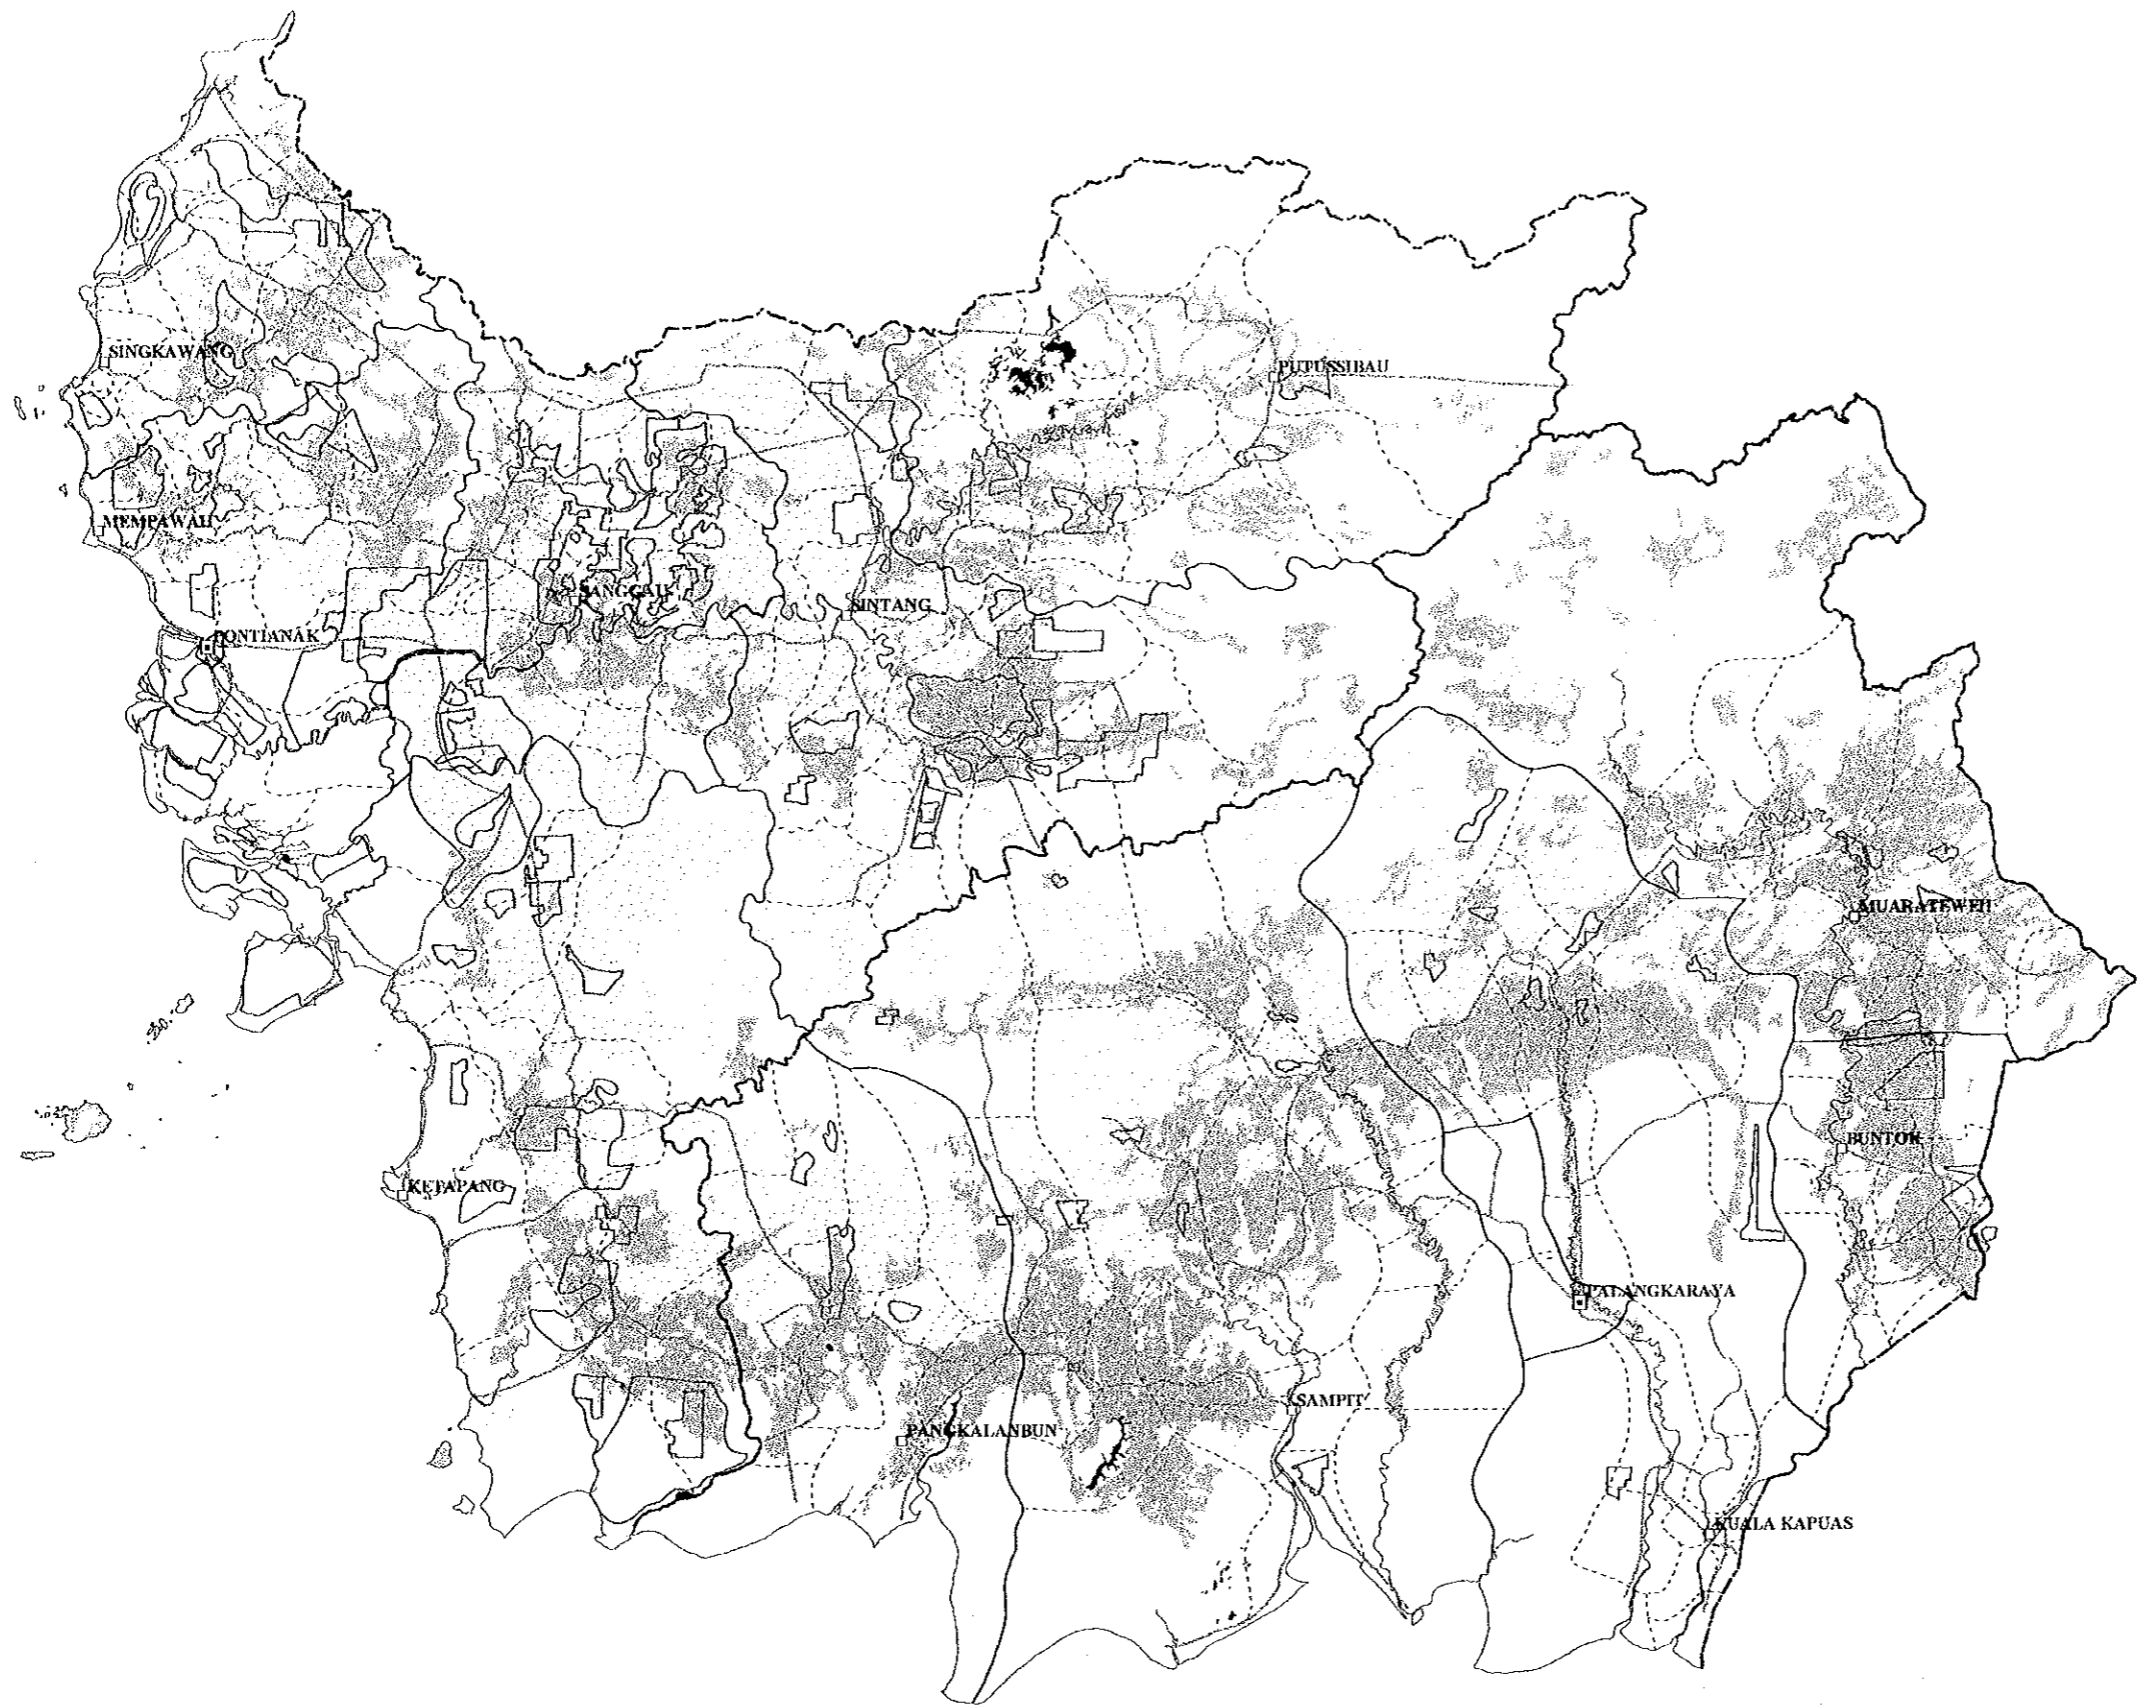 SINGKAWANG
PUTUSSIBAU
MEMPAWAH
SANGGAU
SINTANG
PONTIANAK
MUARATEWEH
BUNTOK
KETAPANG
PALANGKARAYA
SAMPIT
PANGKALANBUN
KUALA KAPUAS